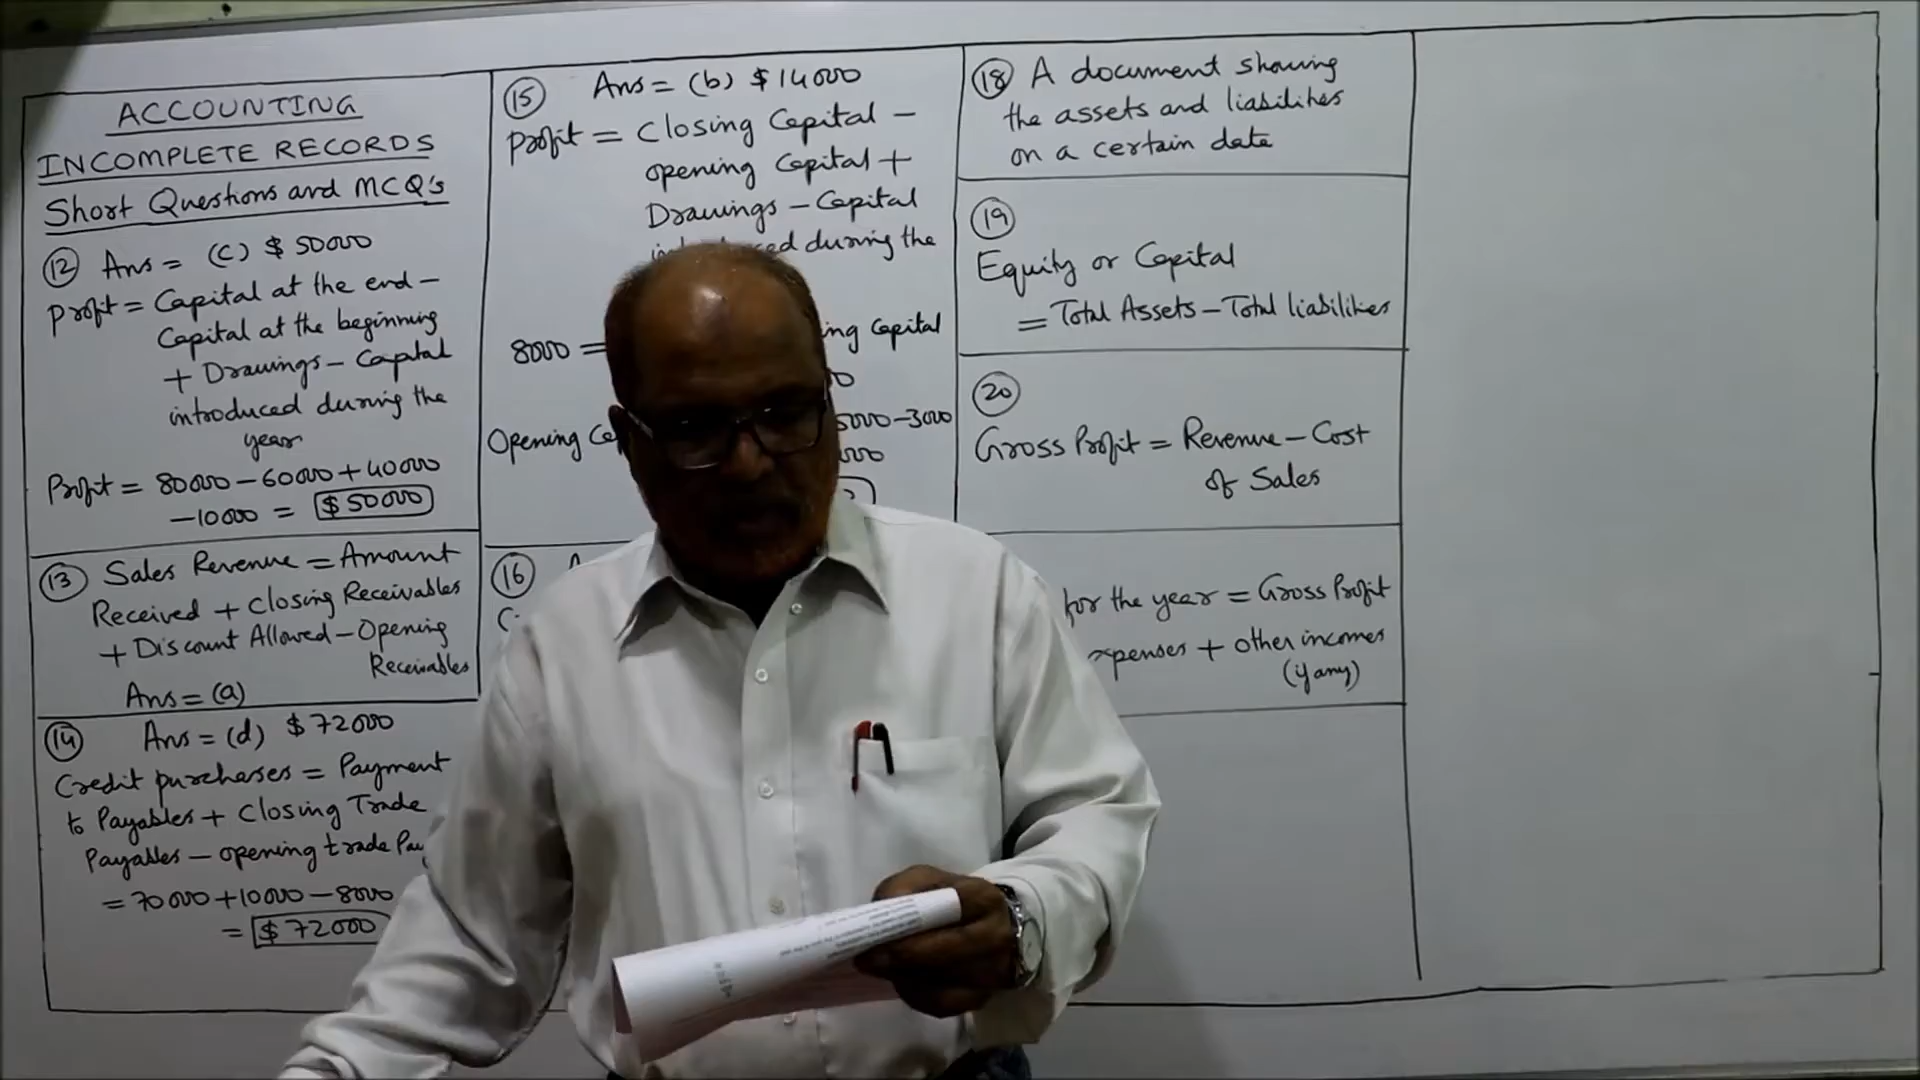 ACCOUNTING
INCOMPLETE RECORDS
Short Questions and MCQ's
12 Ans = (c) $ 50000
Profit = Capital at the end –
Capital at the beginning
+ Drawings – Capital
introduced during the
year
Profit = 80000 – 60000 + 40000
– 10000 = $ 50000
13 Sales Revenue = Amount
Received + Closing Receivables
+ Discount Allowed – Opening
Receivables
Ans = (a)
14 Ans = (d) $ 72000
Credit purchases = Payment
to Payables + Closing Trade
Payables – opening trade
= 70000 + 10000 – 8000
= $ 72000
15 Ans = (b) $ 14000
Profit = Closing Capital –
opening Capital +
Drawings – Capital
during the
8000 = Capital
Opening 5000 – 3000
16
18 A document showing
the assets and liabilities
on a certain date
19
Equity or Capital
= Total Assets – Total liabilities
20
Gross Profit = Revenue – Cost
of Sales
for the year = Gross Profit
+ other incomes
(if any)